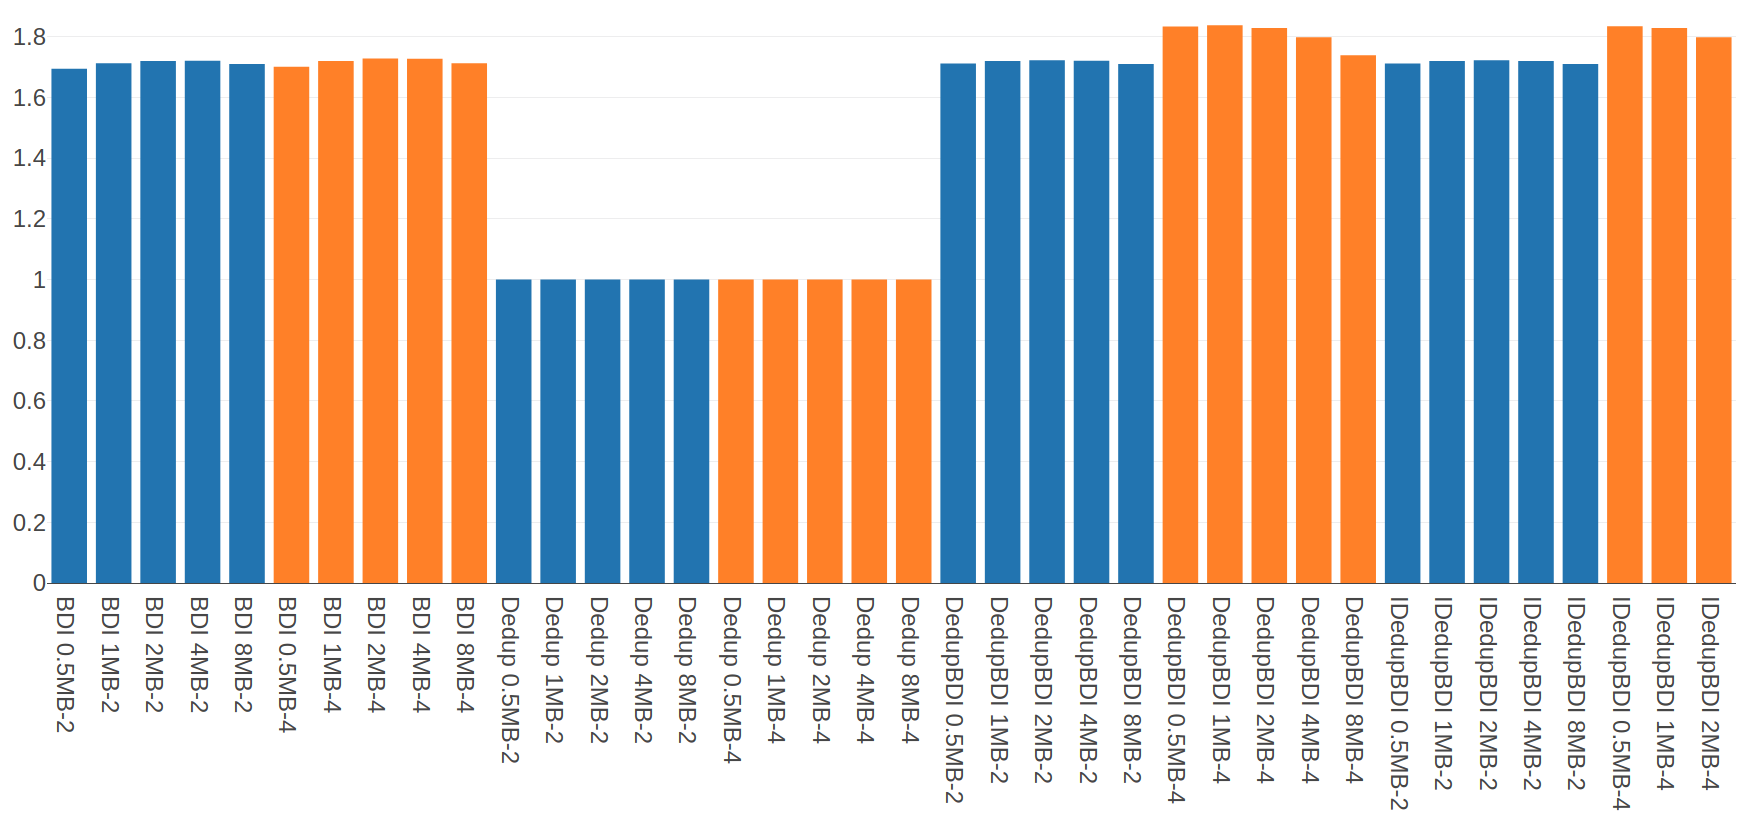 1.8
1.6
1.4
1.2
1
0.8
0.6
0.4
0.2
0
BDI 0.5MB-2
BDI 1MB-2
BDI 2MB-2
BDI 4MB-2
BDI 8MB-2
BDI 0.5MB-4
BDI 1MB-4
BDI 2MB-4
BDI 4MB-4
BDI 8MB-4
Dedup 0.5MB-2
Dedup 1MB-2
Dedup 2MB-2
Dedup 4MB-2
Dedup 8MB-2
Dedup 0.5MB-4
Dedup 1MB-4
Dedup 2MB-4
Dedup 4MB-4
Dedup 8MB-4
DedupBDI 0.5MB-2
DedupBDI 1MB-2
DedupBDI 2MB-2
DedupBDI 4MB-2
DedupBDI 8MB-2
DedupBDI 0.5MB-4
DedupBDI 1MB-4
DedupBDI 2MB-4
DedupBDI 4MB-4
DedupBDI 8MB-4
IDedupBDI 0.5MB-2
IDedupBDI 1MB-2
IDedupBDI 2MB-2
IDedupBDI 4MB-2
IDedupBDI 8MB-2
IDedupBDI 0.5MB-4
IDedupBDI 1MB-4
IDedupBDI 2MB-4